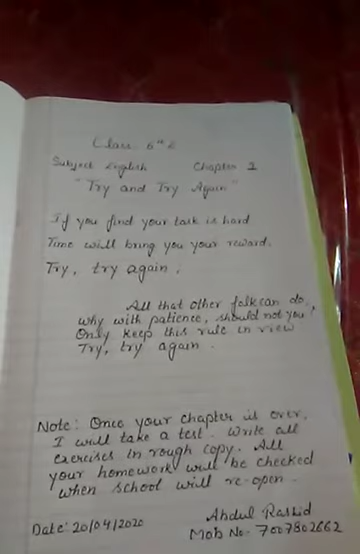 Class 6th E
Subject English Chapter 1
"Try and Try Again"
If you find your task is hard
Time will bring you your reward.
Try, try again.
All that other folk can do,
why with patience, should not you,
Only keep this rule in view
Try, try again.
Note: Once your chapter is over,
I will take a test. Write all
exercises in rough copy. All
your homework will be checked
when school will re-open.
Abdul Rashid
Date: 20/04/2020
Mob No- 7007802662